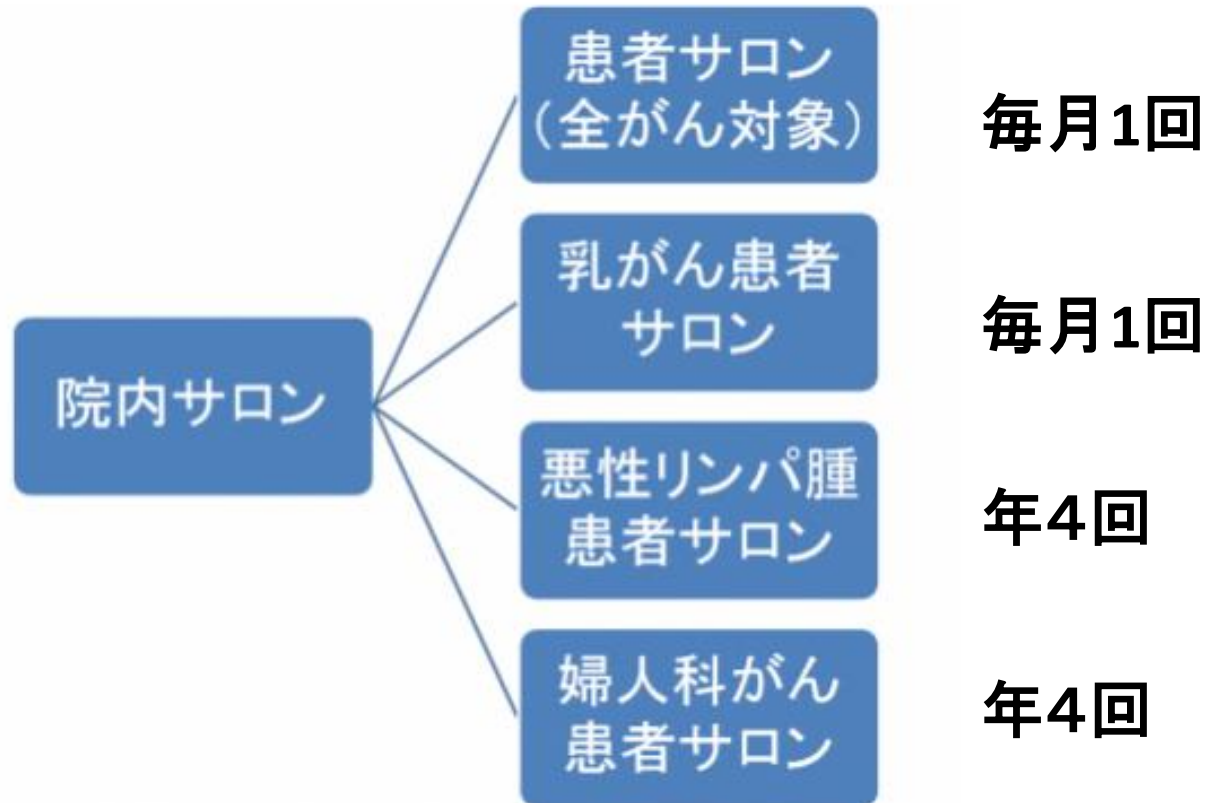 院内サロン
患者サロン
（全がん対象）
毎月1回
乳がん患者
サロン
毎月1回
悪性リンパ腫
患者サロン
年４回
婦人科がん
患者サロン
年４回